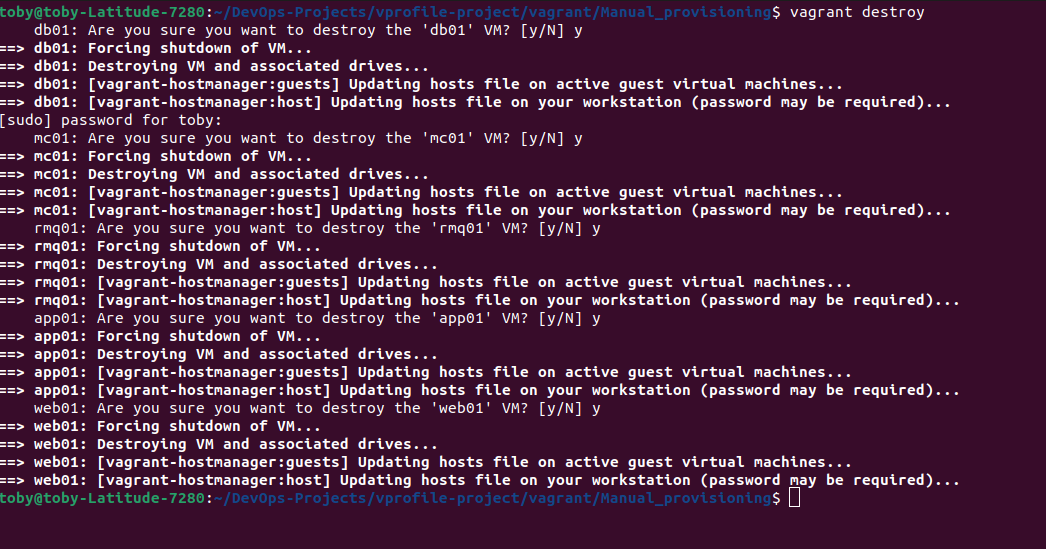 toby@toby-Latitude-7280:~/DevOps-Projects/vprofile-project/vagrant/Manual_provisioning$ vagrant destroy
    db01: Are you sure you want to destroy the 'db01' VM? [y/N] y
==> db01: Forcing shutdown of VM...
==> db01: Destroying VM and associated drives...
==> db01: [vagrant-hostmanager:guests] Updating hosts file on active guest virtual machines...
==> db01: [vagrant-hostmanager:host] Updating hosts file on your workstation (password may be required)...
[sudo] password for toby:
    mc01: Are you sure you want to destroy the 'mc01' VM? [y/N] y
==> mc01: Forcing shutdown of VM...
==> mc01: Destroying VM and associated drives...
==> mc01: [vagrant-hostmanager:guests] Updating hosts file on active guest virtual machines...
==> mc01: [vagrant-hostmanager:host] Updating hosts file on your workstation (password may be required)...
    rmq01: Are you sure you want to destroy the 'rmq01' VM? [y/N] y
==> rmq01: Forcing shutdown of VM...
==> rmq01: Destroying VM and associated drives...
==> rmq01: [vagrant-hostmanager:guests] Updating hosts file on active guest virtual machines...
==> rmq01: [vagrant-hostmanager:host] Updating hosts file on your workstation (password may be required)...
    app01: Are you sure you want to destroy the 'app01' VM? [y/N] y
==> app01: Forcing shutdown of VM...
==> app01: Destroying VM and associated drives...
==> app01: [vagrant-hostmanager:guests] Updating hosts file on active guest virtual machines...
==> app01: [vagrant-hostmanager:host] Updating hosts file on your workstation (password may be required)...
    web01: Are you sure you want to destroy the 'web01' VM? [y/N] y
==> web01: Forcing shutdown of VM...
==> web01: Destroying VM and associated drives...
==> web01: [vagrant-hostmanager:guests] Updating hosts file on active guest virtual machines...
==> web01: [vagrant-hostmanager:host] Updating hosts file on your workstation (password may be required)...
toby@toby-Latitude-7280:~/DevOps-Projects/vprofile-project/vagrant/Manual_provisioning$